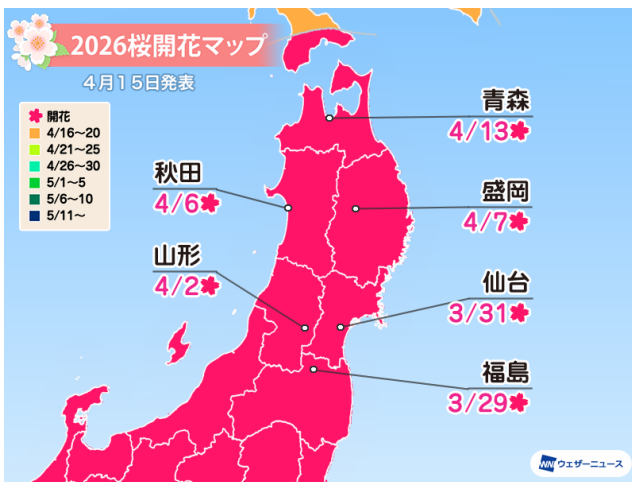 2026桜開花マップ
4月15日発表
開花
4/16〜20
4/21〜25
4/26〜30
5/1〜5
5/6〜10
5/11〜
青森
4/13
秋田
4/6
盛岡
4/7
山形
4/2
仙台
3/31
福島
3/29
WNI ウェザーニュース